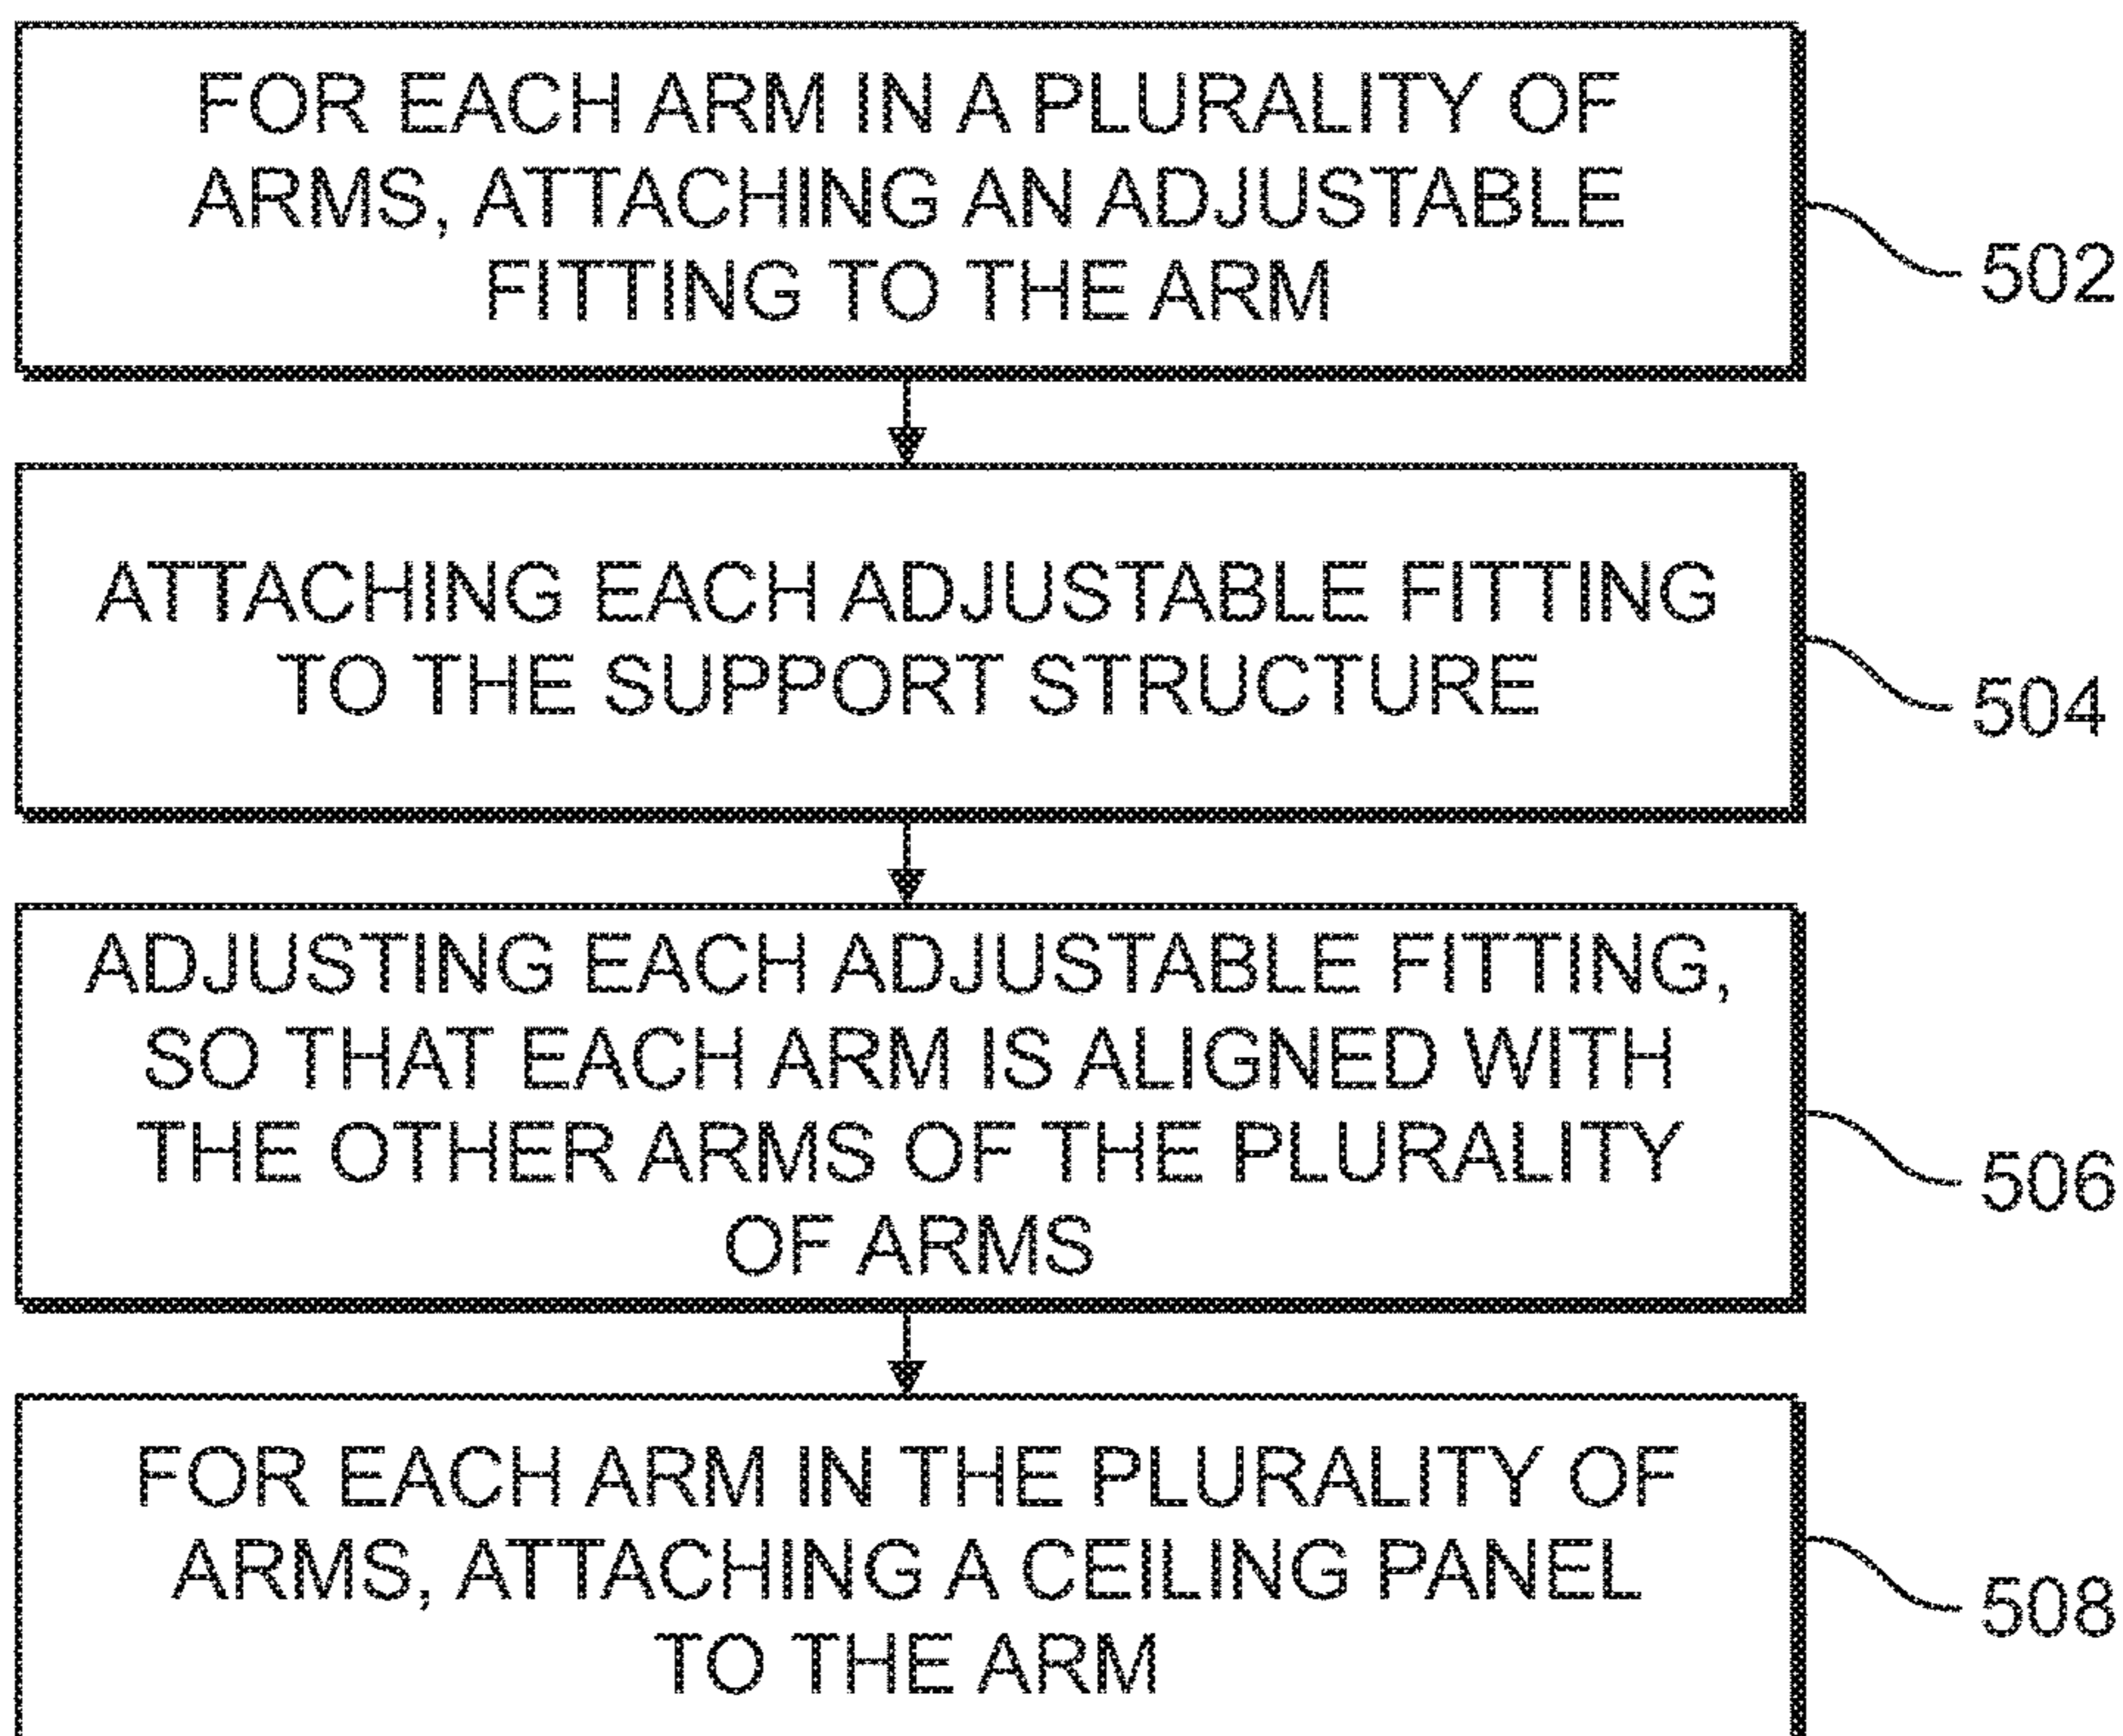 FOR EACH ARM IN A PLURALITY OF
ARMS, ATTACHING AN ADJUSTABLE
FITTING TO THE ARM
502
ATTACHING EACH ADJUSTABLE FITTING
TO THE SUPPORT STRUCTURE
504
ADJUSTING EACH ADJUSTABLE FITTING,
SO THAT EACH ARM IS ALIGNED WITH
THE OTHER ARMS OF THE PLURALITY
OF ARMS
506
FOR EACH ARM IN THE PLURALITY OF
ARMS, ATTACHING A CEILING PANEL
TO THE ARM
508